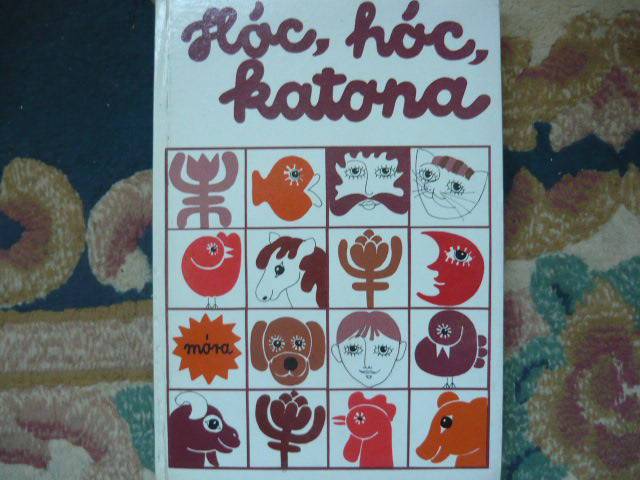 Hóc, hóc,
katona
móra